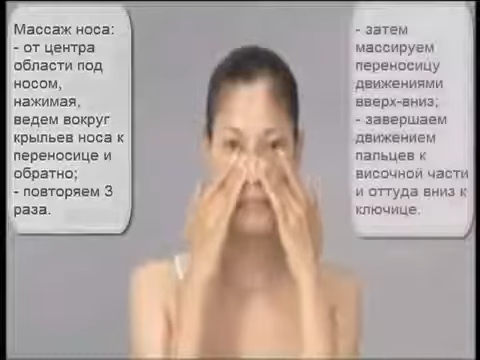 Массаж носа:
- от центра
области под
носом,
нажимая,
ведем вокруг
крыльев носа к
переносице и
обратно;
- повторяем 3
раза.
- затем
массируем
переносицу
движениями
вверх-вниз;
- завершаем
движением
пальцев к
височной части
и оттуда вниз к
ключице.